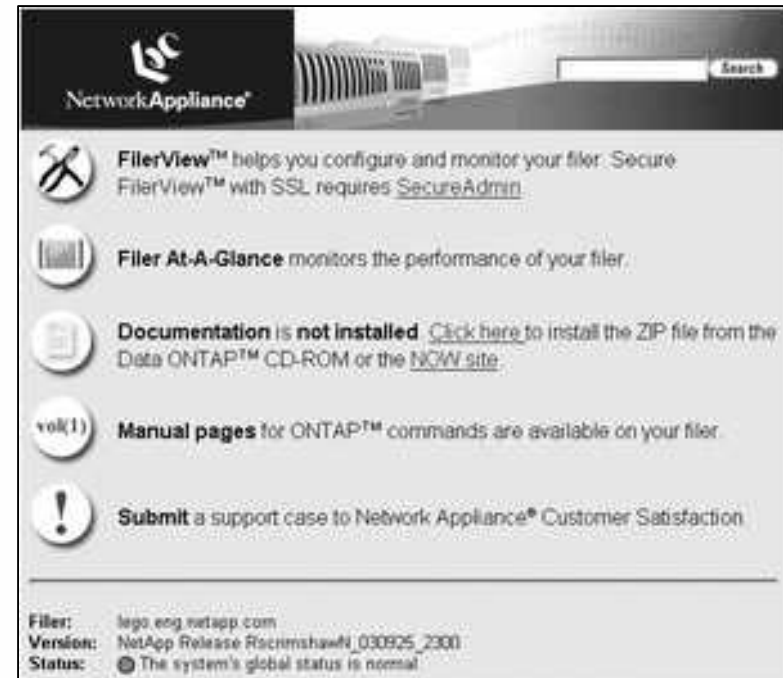 NetworkAppliance®
Search
FilerView™ helps you configure and monitor your filer. Secure
FilerView™ with SSL requires SecureAdmin
Filer At-A-Glance monitors the performance of your filer.
Documentation is not installed. Click here to install the ZIP file from the
Data ONTAP™ CD-ROM or the NOW site
vol(1)
Manual pages for ONTAP™ commands are available on your filer.
!
Submit a support case to Network Appliance® Customer Satisfaction
Filer: lego.eng.netapp.com
Version: NetApp Release RscrimshawN_030925_2300
Status: The system's global status is normal